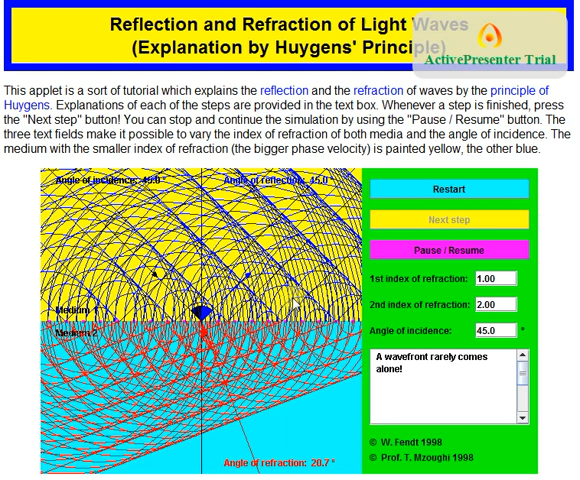 Reflection and Refraction of Light Waves
(Explanation by Huygens' Principle)
ActivePresenter Trial
This applet is a sort of tutorial which explains the reflection and the refraction of waves by the principle of
Huygens. Explanations of each of the steps are provided in the text box. Whenever a step is finished, press
the "Next step" button! You can stop and continue the simulation by using the "Pause / Resume" button. The
three text fields make it possible to vary the index of refraction of both media and the angle of incidence. The
medium with the smaller index of refraction (the bigger phase velocity) is painted yellow, the other blue.
Angle of incidence: 45.0 °
Angle of reflection: 45.0
Medium 1
Medium 2
Angle of refraction: 20.7 °
Restart
Next step
Pause / Resume
1st index of refraction: 1.00
2nd index of refraction: 2.00
Angle of incidence: 45.0 °
A wavefront rarely comes
alone!
© W. Fendt 1998
© Prof. T. Mzoughi 1998